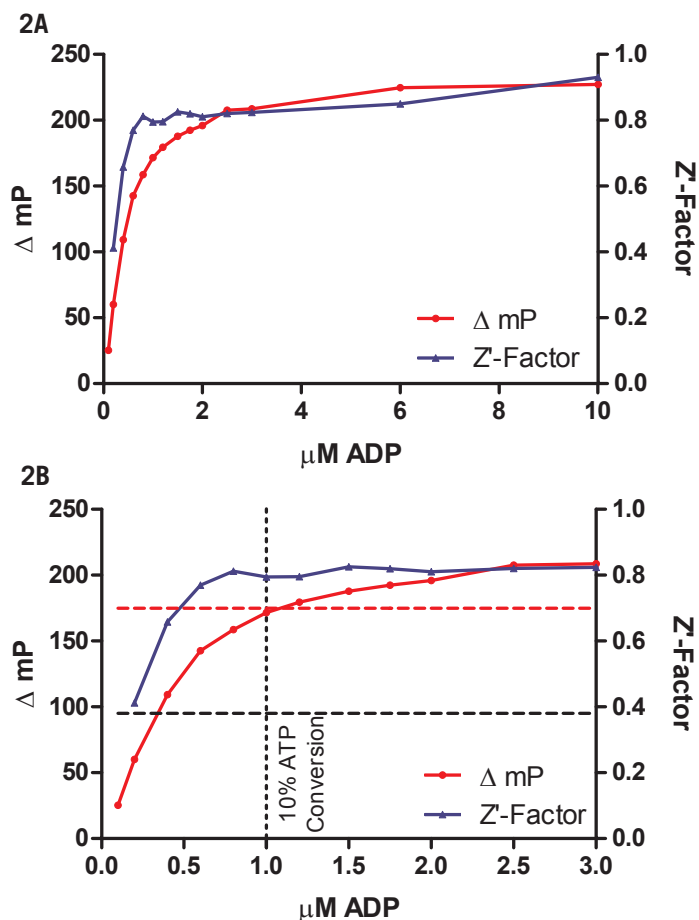 2A
250
200
150
100
50
0
Δ mP
1.0
0.8
0.6
0.4
0.2
0.0
Z'-Factor
Δ mP
Z'-Factor
0 2 4 6 8 10
μM ADP
2B
250
200
150
100
50
0
Δ mP
1.0
0.8
0.6
0.4
0.2
0.0
Z'-Factor
10% ATP
Conversion
Δ mP
Z'-Factor
0.0 0.5 1.0 1.5 2.0 2.5 3.0
μM ADP